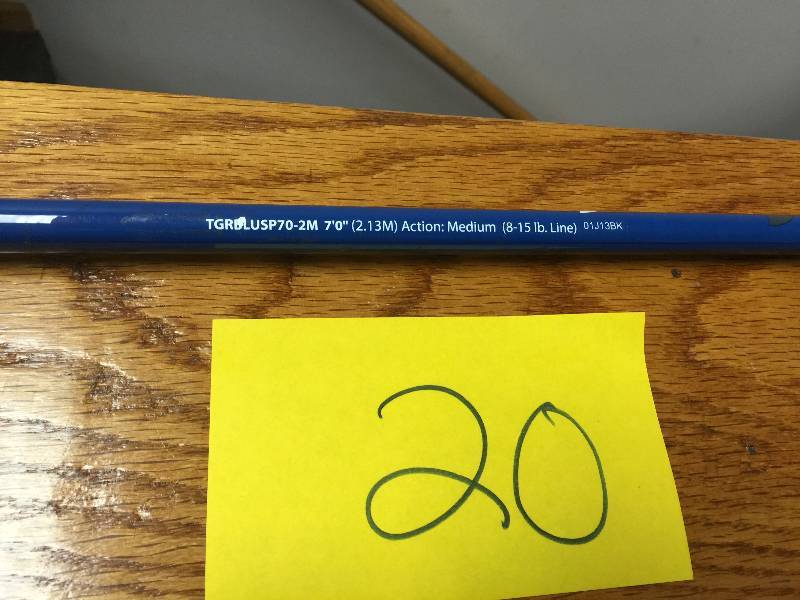 TGRBLUSP70-2M 7'0" (2.13M) Action: Medium (8-15 lb. Line) 01J13BK
20